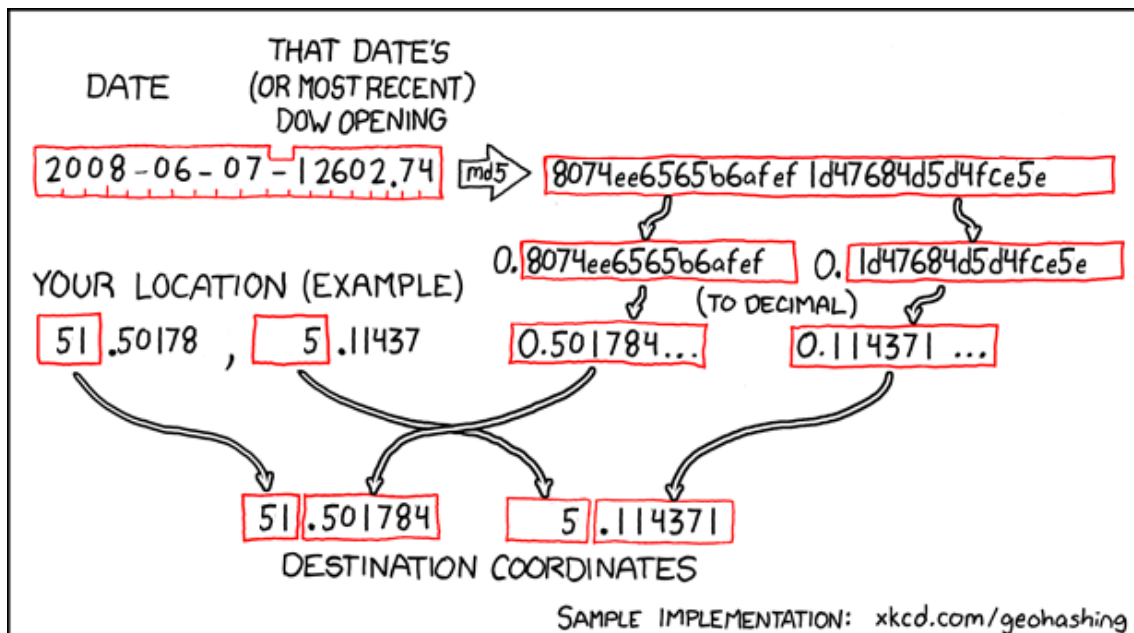 DATE
THAT DATE'S
(OR MOST RECENT)
DOW OPENING
2008-06-07-12602.74
md5
8074ee6565b6afef1d47684d5d4fce5e
0.8074ee6565b6afef
0.1d47684d5d4fce5e
(TO DECIMAL)
YOUR LOCATION (EXAMPLE)
51.50178, 5.11437
0.501784...
0.114371...
51.501784
5.114371
DESTINATION COORDINATES
SAMPLE IMPLEMENTATION: xkcd.com/geohashing